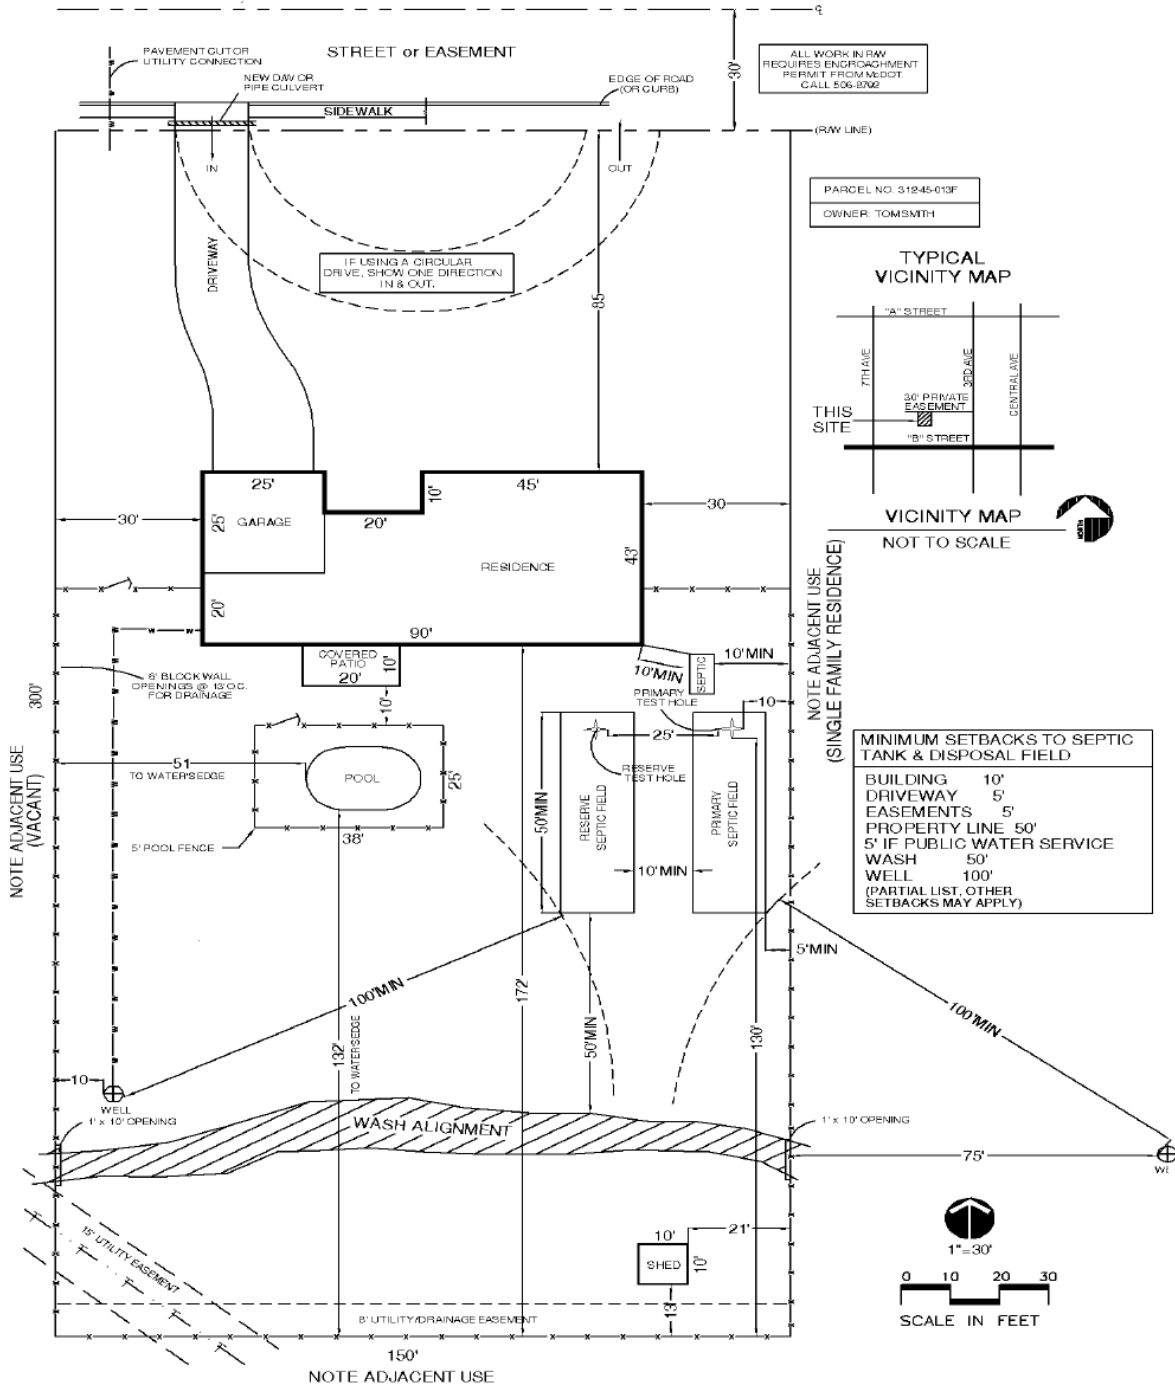 ℄
STREET or EASEMENT
PAVEMENT CUT OR
UTILITY CONNECTION
NEW D/W OR
PIPE CULVERT
EDGE OF ROAD
(OR CURB)
30'
ALL WORK IN R/W
REQUIRES ENCROACHMENT
PERMIT FROM McDOT.
CALL 506-8792
SIDEWALK
(R/W LINE)
IN
OUT
PARCEL NO. 312-45-013F
OWNER: TOM SMITH
DRIVEWAY
IF USING A CIRCULAR
DRIVE, SHOW ONE DIRECTION
IN & OUT.
85
TYPICAL
VICINITY MAP
"A" STREET
7TH AVE
3RD AVE
CENTRAL AVE
30' PRIVATE
EASEMENT
THIS
SITE
"B" STREET
VICINITY MAP
NOT TO SCALE
25'
45'
10'
30'
25'
GARAGE
20'
30
RESIDENCE
43'
20'
90'
COVERED
PATIO
20'
10'
10'
6' BLOCK WALL
OPENINGS @ 13' O.C.
FOR DRAINAGE
10'MIN
SEPTIC
10'MIN
PRIMARY
TEST HOLE
10
300'
NOTE ADJACENT USE
(VACANT)
NOTE ADJACENT USE
(SINGLE FAMILY RESIDENCE)
51
TO WATER'S EDGE
POOL
25'
38'
5' POOL FENCE
25'
RESERVE
TEST HOLE
50'MIN
RESERVE
SEPTIC FIELD
PRIMARY
SEPTIC FIELD
10'MIN
MINIMUM SETBACKS TO SEPTIC
TANK & DISPOSAL FIELD
BUILDING 10'
DRIVEWAY 5'
EASEMENTS 5'
PROPERTY LINE 50'
5' IF PUBLIC WATER SERVICE
WASH 50'
WELL 100'
(PARTIAL LIST, OTHER
SETBACKS MAY APPLY)
5'MIN
100'MIN
172'
100'MIN
132'
TO WATER'S EDGE
50'MIN
130'
10
WELL
1' x 10' OPENING
WASH ALIGNMENT
1' x 10' OPENING
75'
WE
15' UTILITY EASEMENT
10'
21'
SHED
10'
13'
8' UTILITY/DRAINAGE EASEMENT
150'
NOTE ADJACENT USE
1"=30'
0 10 20 30
SCALE IN FEET